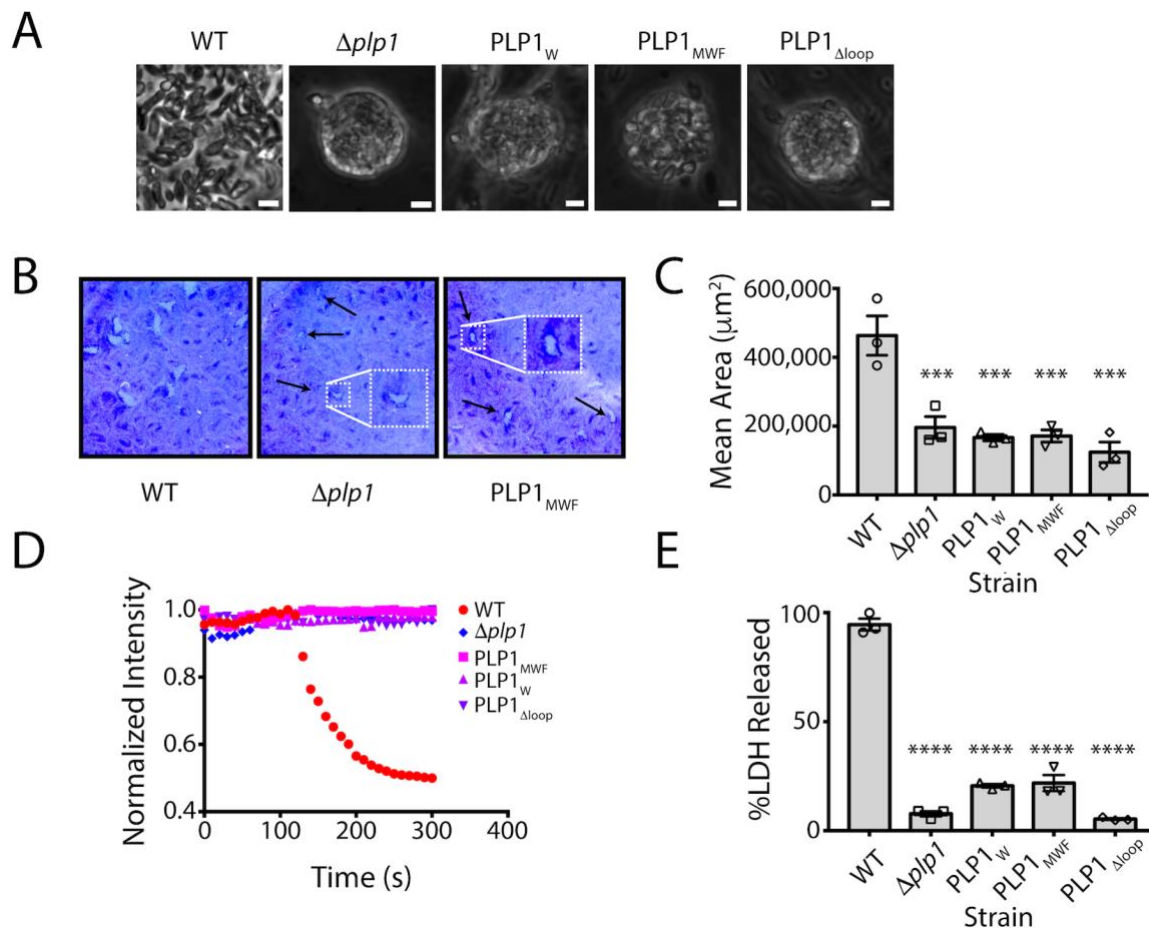 A
WT
Δplp1
PLP1W
PLP1MWF
PLP1Δloop
B
WT
Δplp1
PLP1MWF
C
Mean Area (μm²)
600,000
400,000
200,000
0
***
***
***
***
WT
Δplp1
PLP1W
PLP1MWF
PLP1Δloop
Strain
D
Normalized Intensity
1.0
0.8
0.6
0.4
0
100
200
300
400
Time (s)
WT
Δplp1
PLP1MWF
PLP1W
PLP1Δloop
E
%LDH Released
100
50
0
****
****
****
****
WT
Δplp1
PLP1W
PLP1MWF
PLP1Δloop
Strain